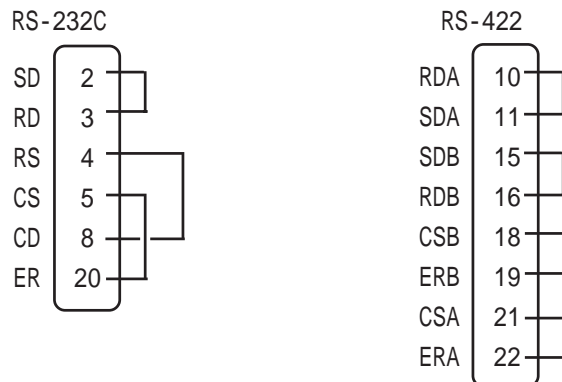 RS-232C
SD 2
RD 3
RS 4
CS 5
CD 8
ER 20
RS-422
RDA 10
SDA 11
SDB 15
RDB 16
CSB 18
ERB 19
CSA 21
ERA 22